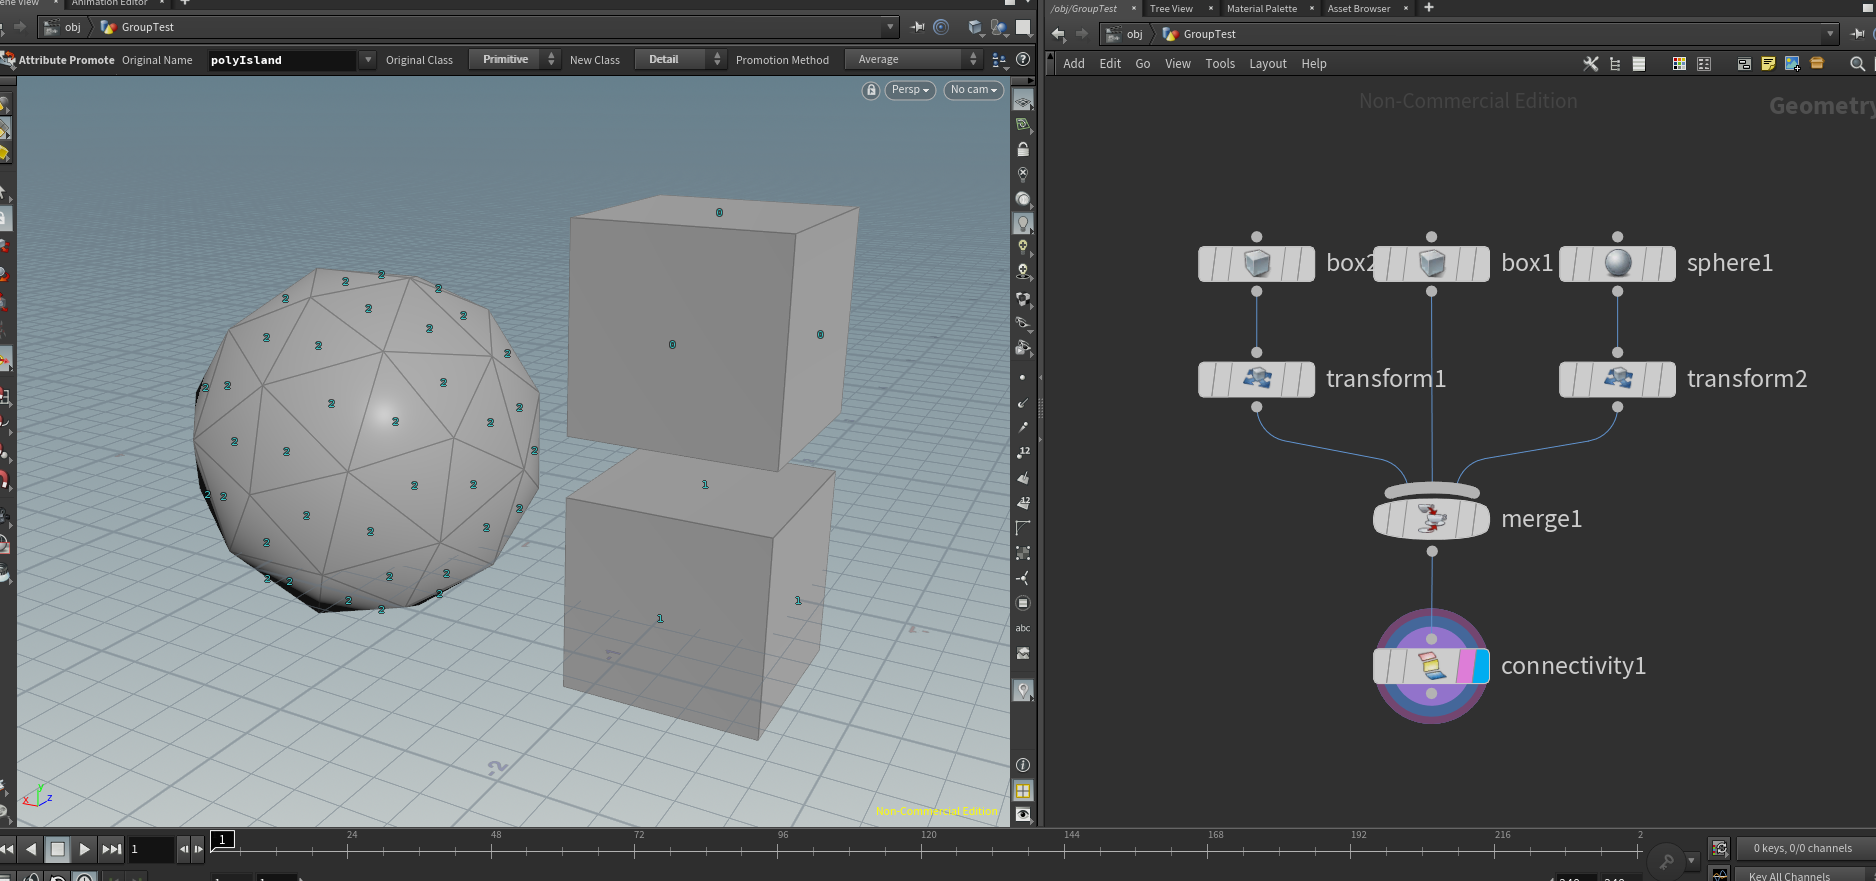 Animation Editor
obj GroupTest
Attribute Promote Original Name polyIsland Original Class Primitive New Class Detail Promotion Method Average
Persp No cam
0
0
0
1
1
1
2 2 2 2 2 2 2 2 2 2 2 2 2 2 2 2 2 2 2 2 2 2 2 2 2 2 2 2 2 2 2 2 2 2 2 2 2
-1
-2
x y z
Non-Commercial Edition
12
12
abc
/obj/GroupTest Tree View Material Palette Asset Browser
obj GroupTest
Add Edit Go View Tools Layout Help
Non-Commercial Edition
Geometry
box2 box1 sphere1
transform1 transform2
merge1
connectivity1
1 1 24 48 72 96 120 144 168 192 216 2
0 keys, 0/0 channels
Key All Channels